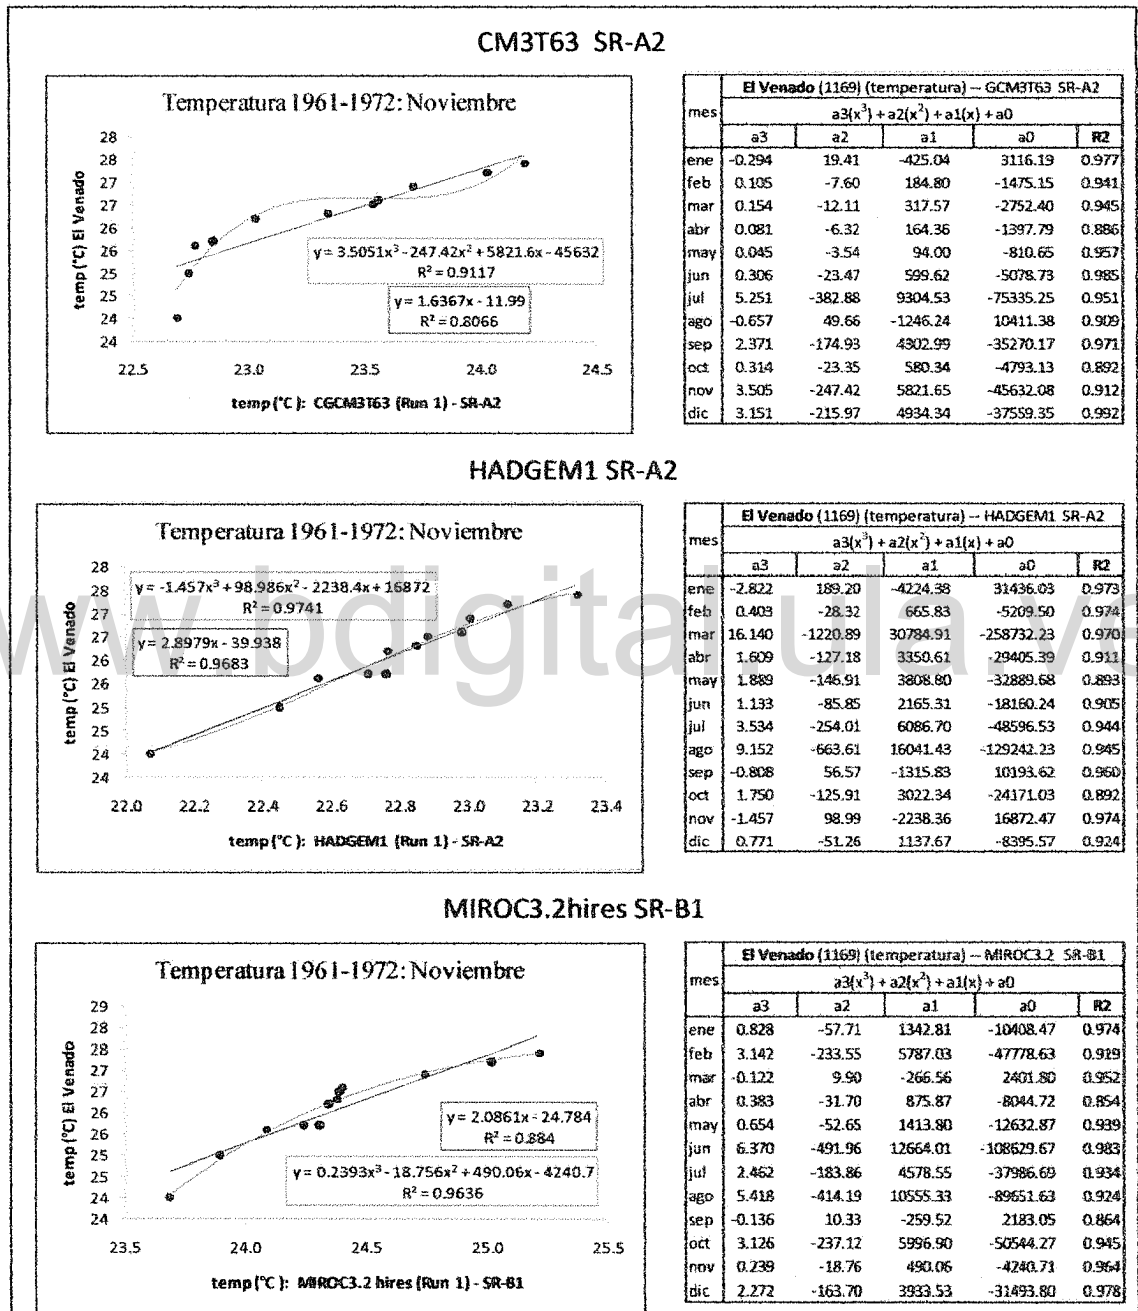 CM3T63 SR-A2
Temperatura 1961-1972: Noviembre
28
28
27
27
26
26
25
25
24
24
temp (°C) El Venado
y = 3.5051x³ - 247.42x² + 5821.6x - 45632
R² = 0.9117
y = 1.6367x - 11.99
R² = 0.8066
22.5 23.0 23.5 24.0 24.5
temp (°C ): CGCM3T63 (Run 1) - SR-A2
El Venado (1169) (temperatura) -- GCM3T63 SR-A2
mes a3(x³) + a2(x²) + a1(x) + a0
a3 a2 a1 a0 R2
ene -0.294 19.41 -425.04 3116.19 0.977
feb 0.105 -7.60 184.80 -1475.15 0.941
mar 0.154 -12.11 317.57 -2752.40 0.945
abr 0.081 -6.32 164.36 -1397.79 0.886
may 0.045 -3.54 94.00 -810.65 0.957
jun 0.306 -23.47 599.62 -5078.73 0.985
jul 5.251 -382.88 9304.53 -75335.25 0.951
ago -0.657 49.66 -1246.24 10411.38 0.909
sep 2.371 -174.93 4302.99 -35270.17 0.971
oct 0.314 -23.35 580.34 -4793.13 0.892
nov 3.505 -247.42 5821.65 -45632.08 0.912
dic 3.151 -215.97 4934.34 -37559.35 0.992
HADGEM1 SR-A2
Temperatura 1961-1972: Noviembre
28
28
27
27
26
26
25
25
24
24
temp (°C) El Venado
y = -1.457x³ + 98.986x² - 2238.4x + 16872
R² = 0.9741
y = 2.8979x - 39.938
R² = 0.9683
22.0 22.2 22.4 22.6 22.8 23.0 23.2 23.4
temp (°C ): HADGEM1 (Run 1) - SR-A2
El Venado (1169) (temperatura) -- HADGEM1 SR-A2
mes a3(x³) + a2(x²) + a1(x) + a0
a3 a2 a1 a0 R2
ene -2.822 189.20 -4224.38 31436.03 0.973
feb 0.403 -28.32 665.83 -5209.50 0.974
mar 16.140 -1220.89 30784.91 -258732.23 0.970
abr 1.609 -127.18 3350.61 -29405.39 0.911
may 1.889 -146.91 3808.80 -32889.68 0.893
jun 1.133 -85.85 2165.31 -18160.24 0.905
jul 3.534 -254.01 6086.70 -48596.53 0.944
ago 9.152 -663.61 16041.43 -129242.23 0.945
sep -0.808 56.57 -1315.83 10193.62 0.960
oct 1.750 -125.91 3022.34 -24171.03 0.892
nov -1.457 98.99 -2238.36 16872.47 0.974
dic 0.771 -51.26 1137.67 -8395.57 0.924
www.bdigital.ula.ve
MIROC3.2hires SR-B1
Temperatura 1961-1972: Noviembre
29
28
28
27
27
26
26
25
25
24
24
temp (°C) El Venado
y = 2.0861x - 24.784
R² = 0.884
y = 0.2393x³ - 18.756x² + 490.06x - 4240.7
R² = 0.9636
23.5 24.0 24.5 25.0 25.5
temp (°C ): MIROC3.2 hires (Run 1) - SR-B1
El Venado (1169) (temperatura) -- MIROC3.2 SR-B1
mes a3(x³) + a2(x²) + a1(x) + a0
a3 a2 a1 a0 R2
ene 0.828 -57.71 1342.81 -10408.47 0.974
feb 3.142 -233.55 5787.03 -47778.63 0.919
mar -0.122 9.90 -266.56 2401.80 0.952
abr 0.383 -31.70 875.87 -8044.72 0.854
may 0.654 -52.65 1413.80 -12632.87 0.939
jun 6.370 -491.96 12664.01 -108629.67 0.983
jul 2.462 -183.86 4578.55 -37986.69 0.934
ago 5.418 -414.19 10555.33 -89651.63 0.924
sep -0.136 10.33 -259.52 2183.05 0.864
oct 3.126 -237.12 5996.90 -50544.27 0.945
nov 0.239 -18.76 490.06 -4240.71 0.964
dic 2.272 -163.70 3933.53 -31493.80 0.978